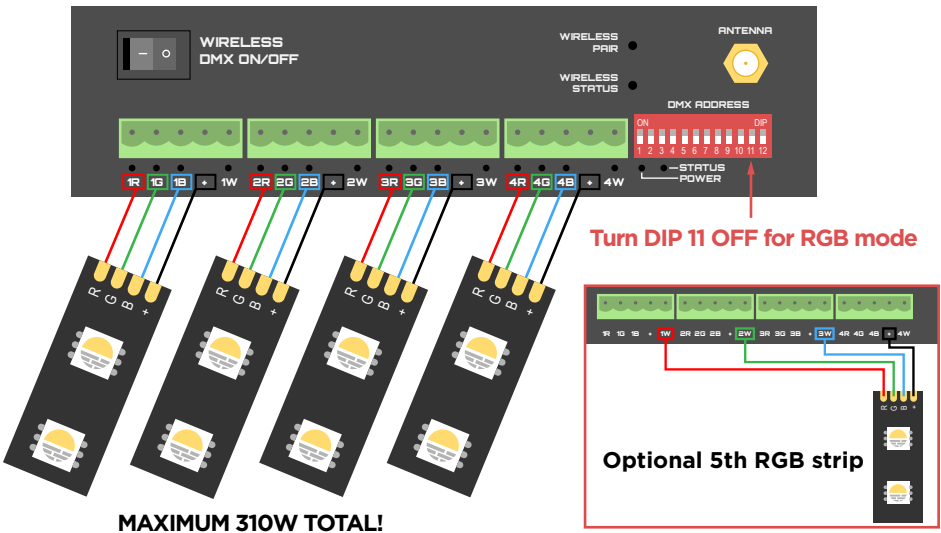 WIRELESS
DMX ON/OFF
WIRELESS
PAIR
WIRELESS
STATUS
ANTENNA
DMX ADDRESS
ON DIP
1 2 3 4 5 6 7 8 9 10 11 12
STATUS
POWER
1R 1G 1B + 1W 2R 2G 2B + 2W 3R 3G 3B + 3W 4R 4G 4B + 4W
Turn DIP 11 OFF for RGB mode
R G B +
R G B +
R G B +
R G B +
1R 1G 1B + 1W 2R 2G 2B + 2W 3R 3G 3B + 3W 4R 4G 4B + 4W
R G B +
Optional 5th RGB strip
MAXIMUM 310W TOTAL!